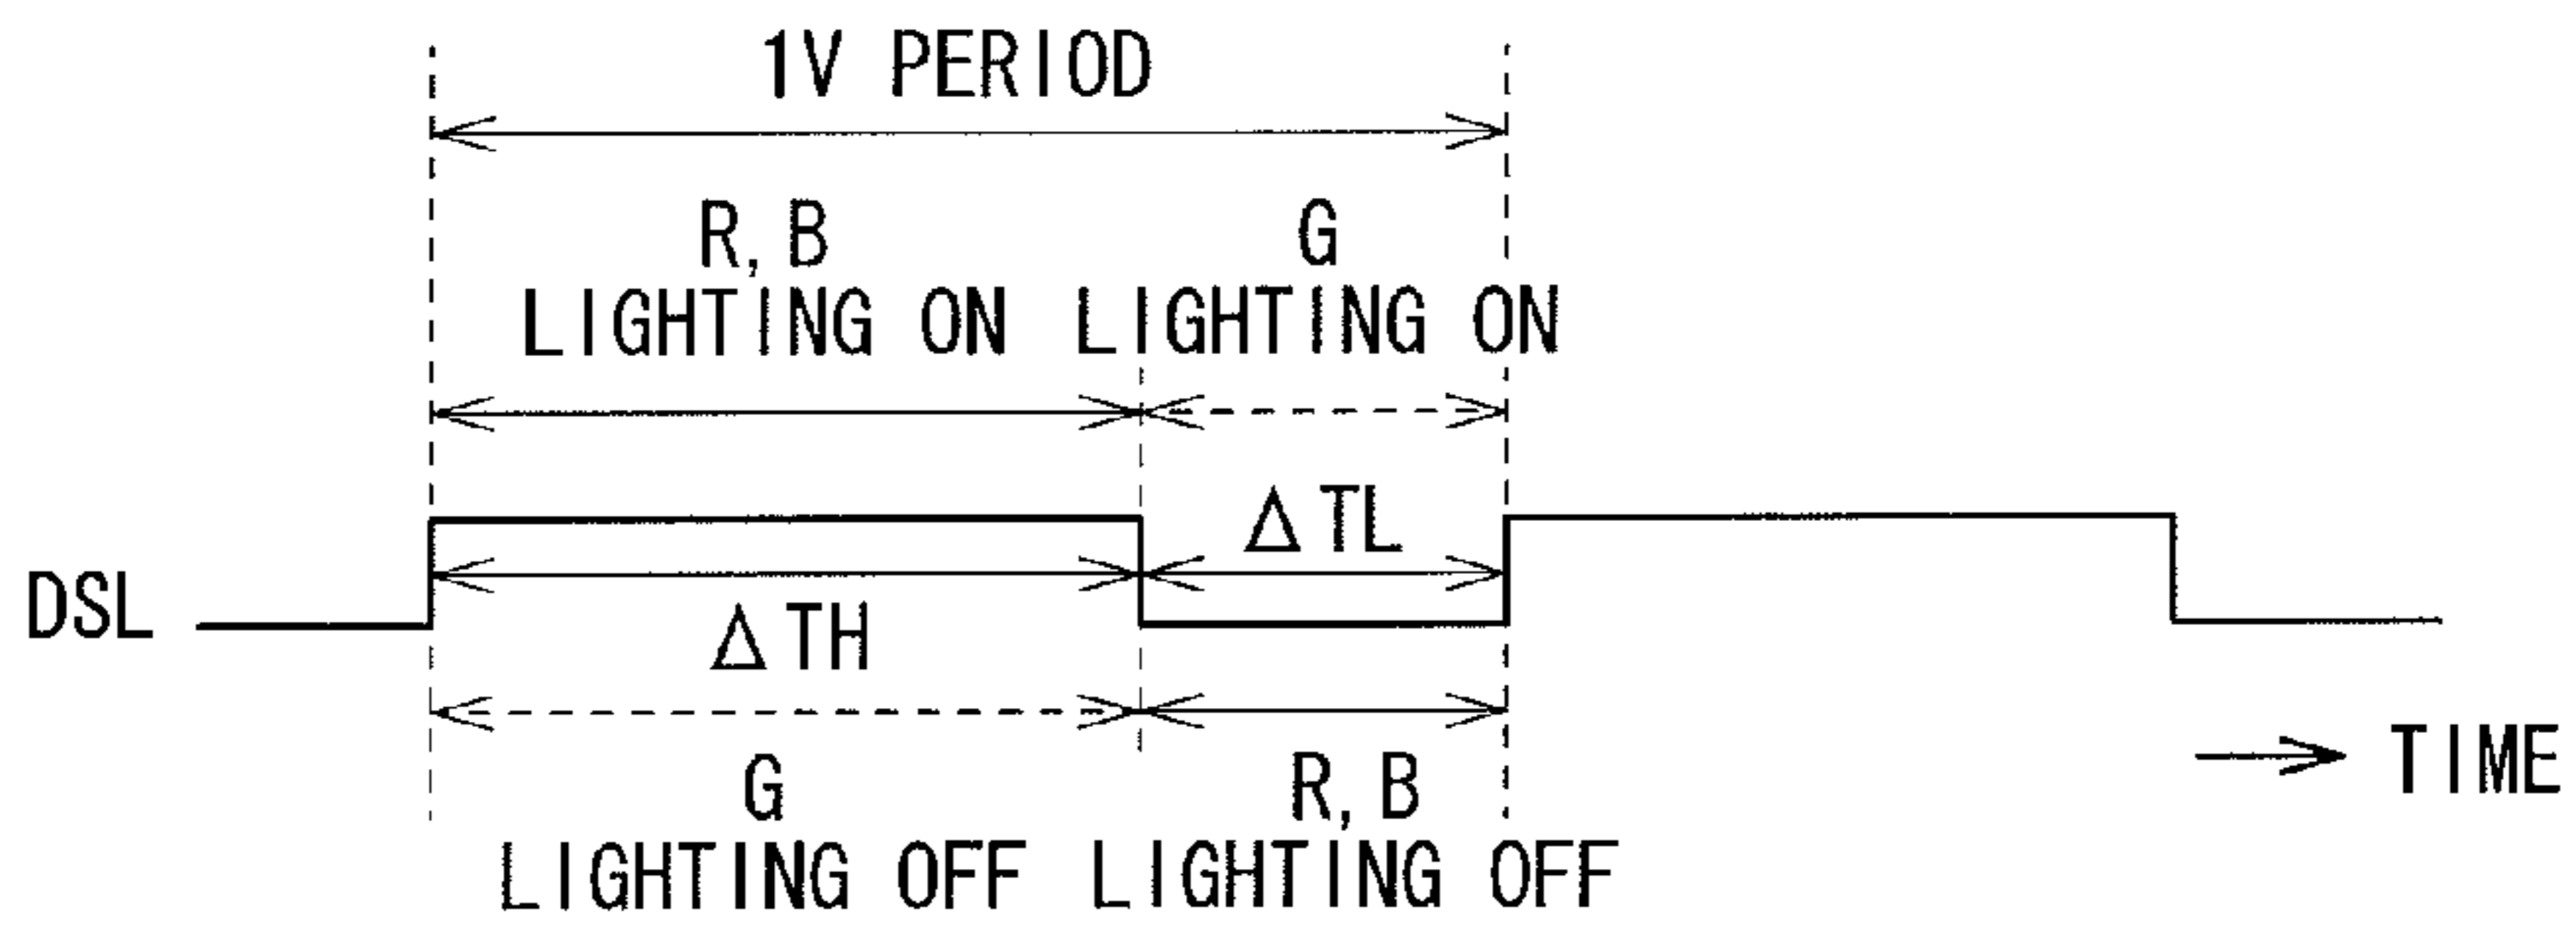 1V PERIOD
R, B G
LIGHTING ON LIGHTING ON
ΔTL
DSL
ΔTH
G R, B
LIGHTING OFF LIGHTING OFF
TIME